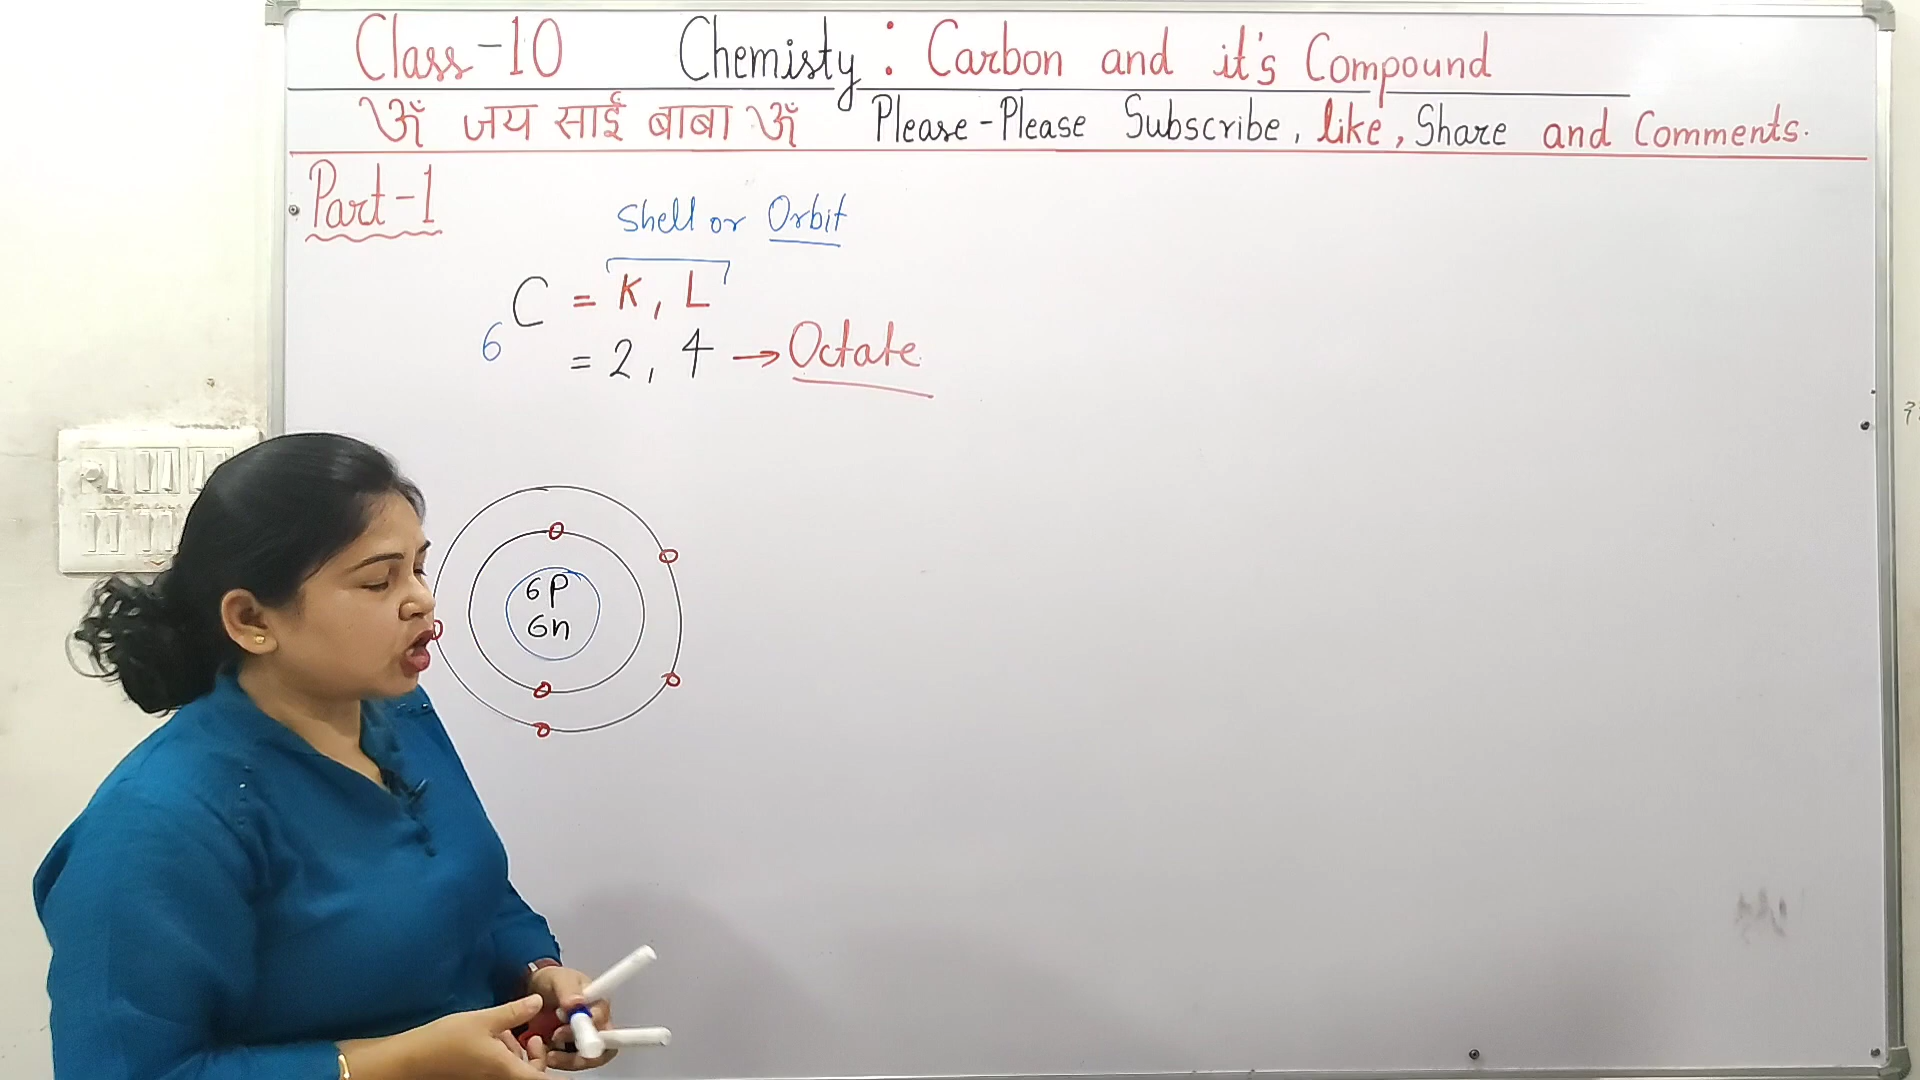 Class-10 Chemisty: Carbon and it's Compound
ॐ जय साईं बाबा ॐ Please-Please Subscribe, like, Share and Comments.
Part-1
Shell or Orbit
6 C = K, L
= 2, 4 → Octate
6P
6n